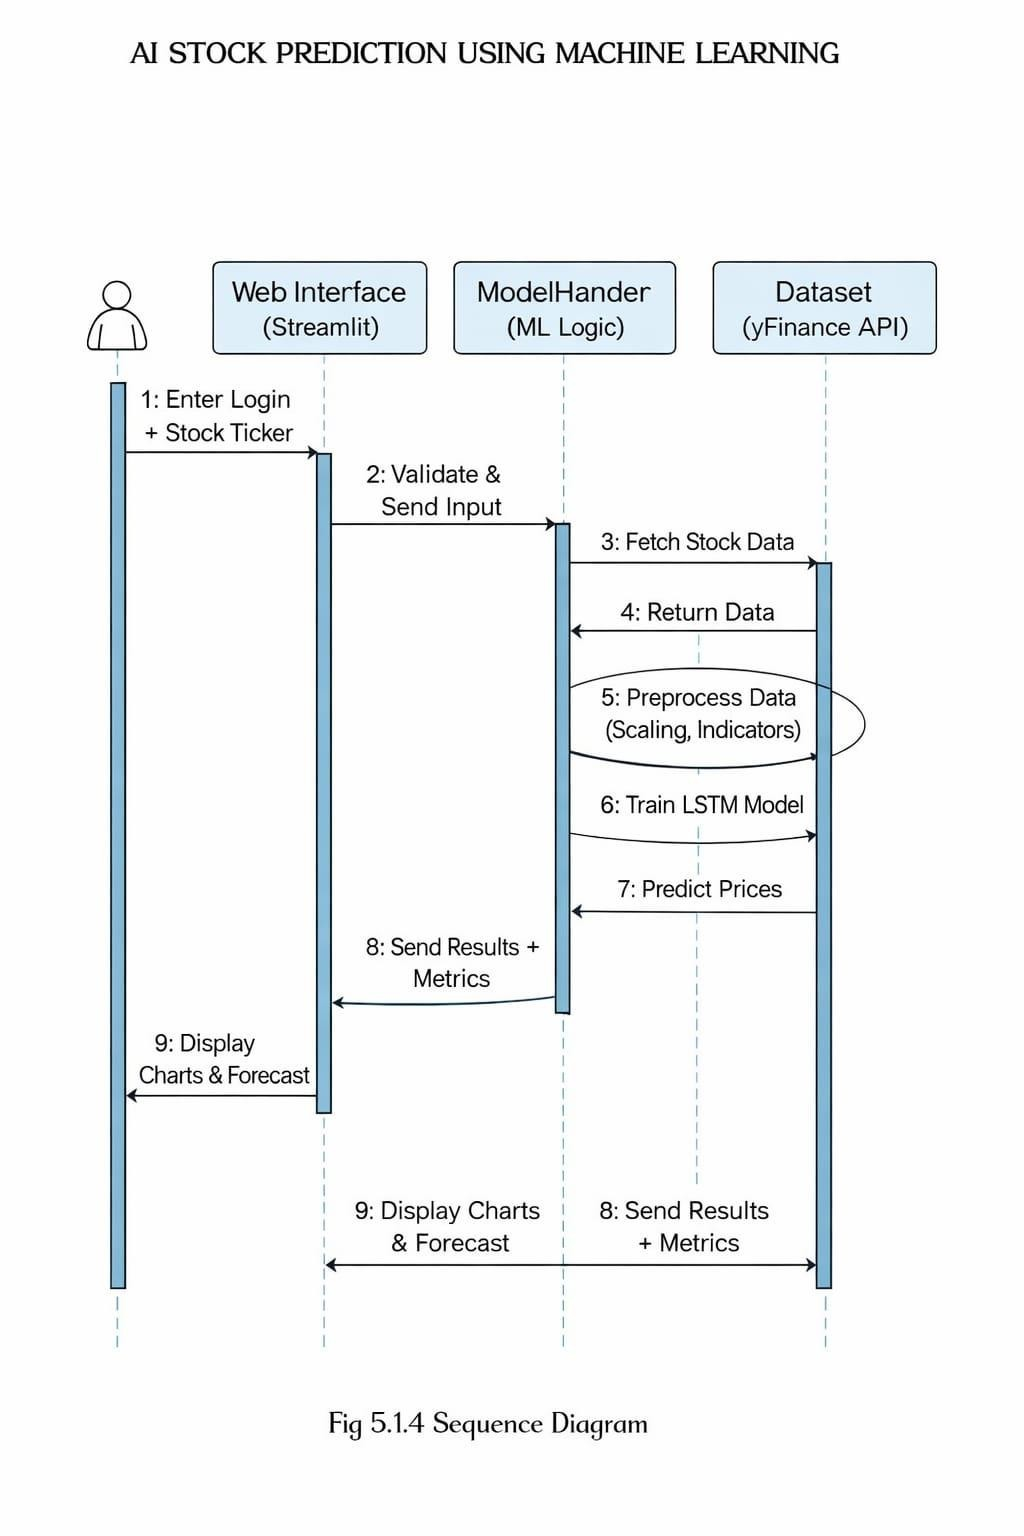 AI STOCK PREDICTION USING MACHINE LEARNING
Web Interface
(Streamlit)
ModelHander
(ML Logic)
Dataset
(yFinance API)
1: Enter Login
+ Stock Ticker
2: Validate &
Send Input
3: Fetch Stock Data
4: Return Data
5: Preprocess Data
(Scaling, Indicators)
6: Train LSTM Model
7: Predict Prices
8: Send Results +
Metrics
9: Display
Charts & Forecast
9: Display Charts
& Forecast
8: Send Results
+ Metrics
Fig 5.1.4 Sequence Diagram